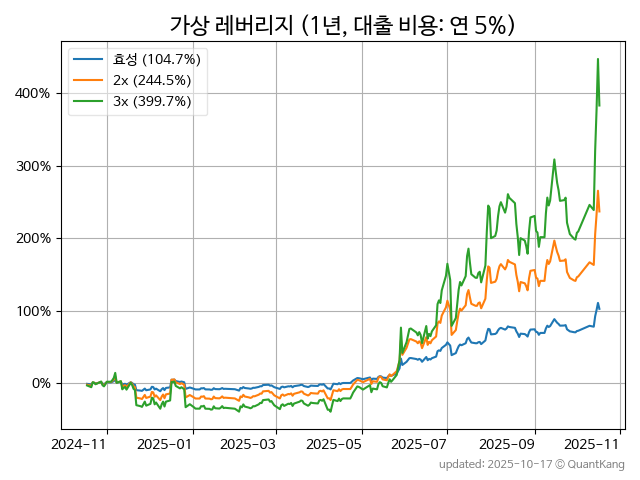 가상 레버리지 (1년, 대출 비용: 연 5%)
효성 (104.7%)
2x (244.5%)
3x (399.7%)
400%
300%
200%
100%
0%
2024-11 2025-01 2025-03 2025-05 2025-07 2025-09 2025-11
updated: 2025-10-17 © QuantKang